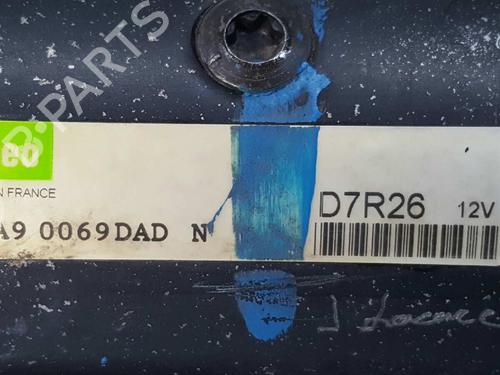 B-PARTS
eo
N FRANCE
A9 0069DAD N
D7R26 12V